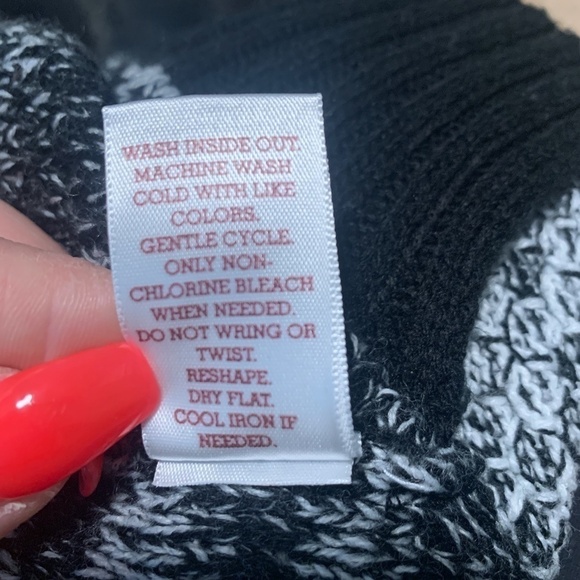 WASH INSIDE OUT.
MACHINE WASH
COLD WITH LIKE
COLORS.
GENTLE CYCLE.
ONLY NON-
CHLORINE BLEACH
WHEN NEEDED.
DO NOT WRING OR
TWIST.
RESHAPE.
DRY FLAT.
COOL IRON IF
NEEDED.